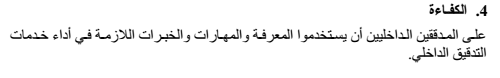 4. الكفاءة
على المدققين الداخليين أن يستخدموا المعرفة والمهارات والخبرات اللازمة في أداء خدمات
التدقيق الداخلي.